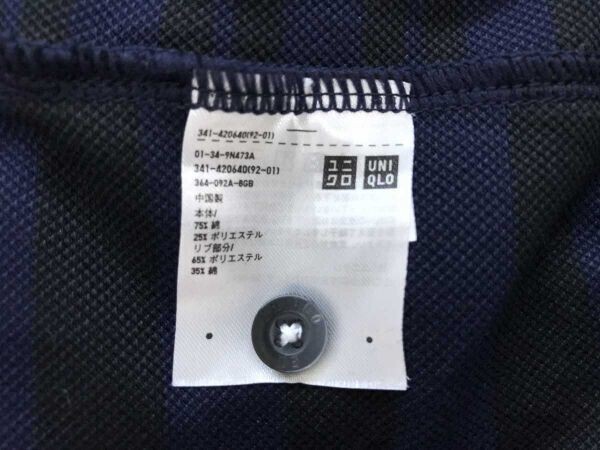 341-420640(92-01)
01-34-9N473A
341-420640(92-01)
364-092A-8GB
中国製
本体/
75% 綿
25% ポリエステル
リブ部分/
65% ポリエステル
35% 綿
ユニ
クロ
UNI
QLO